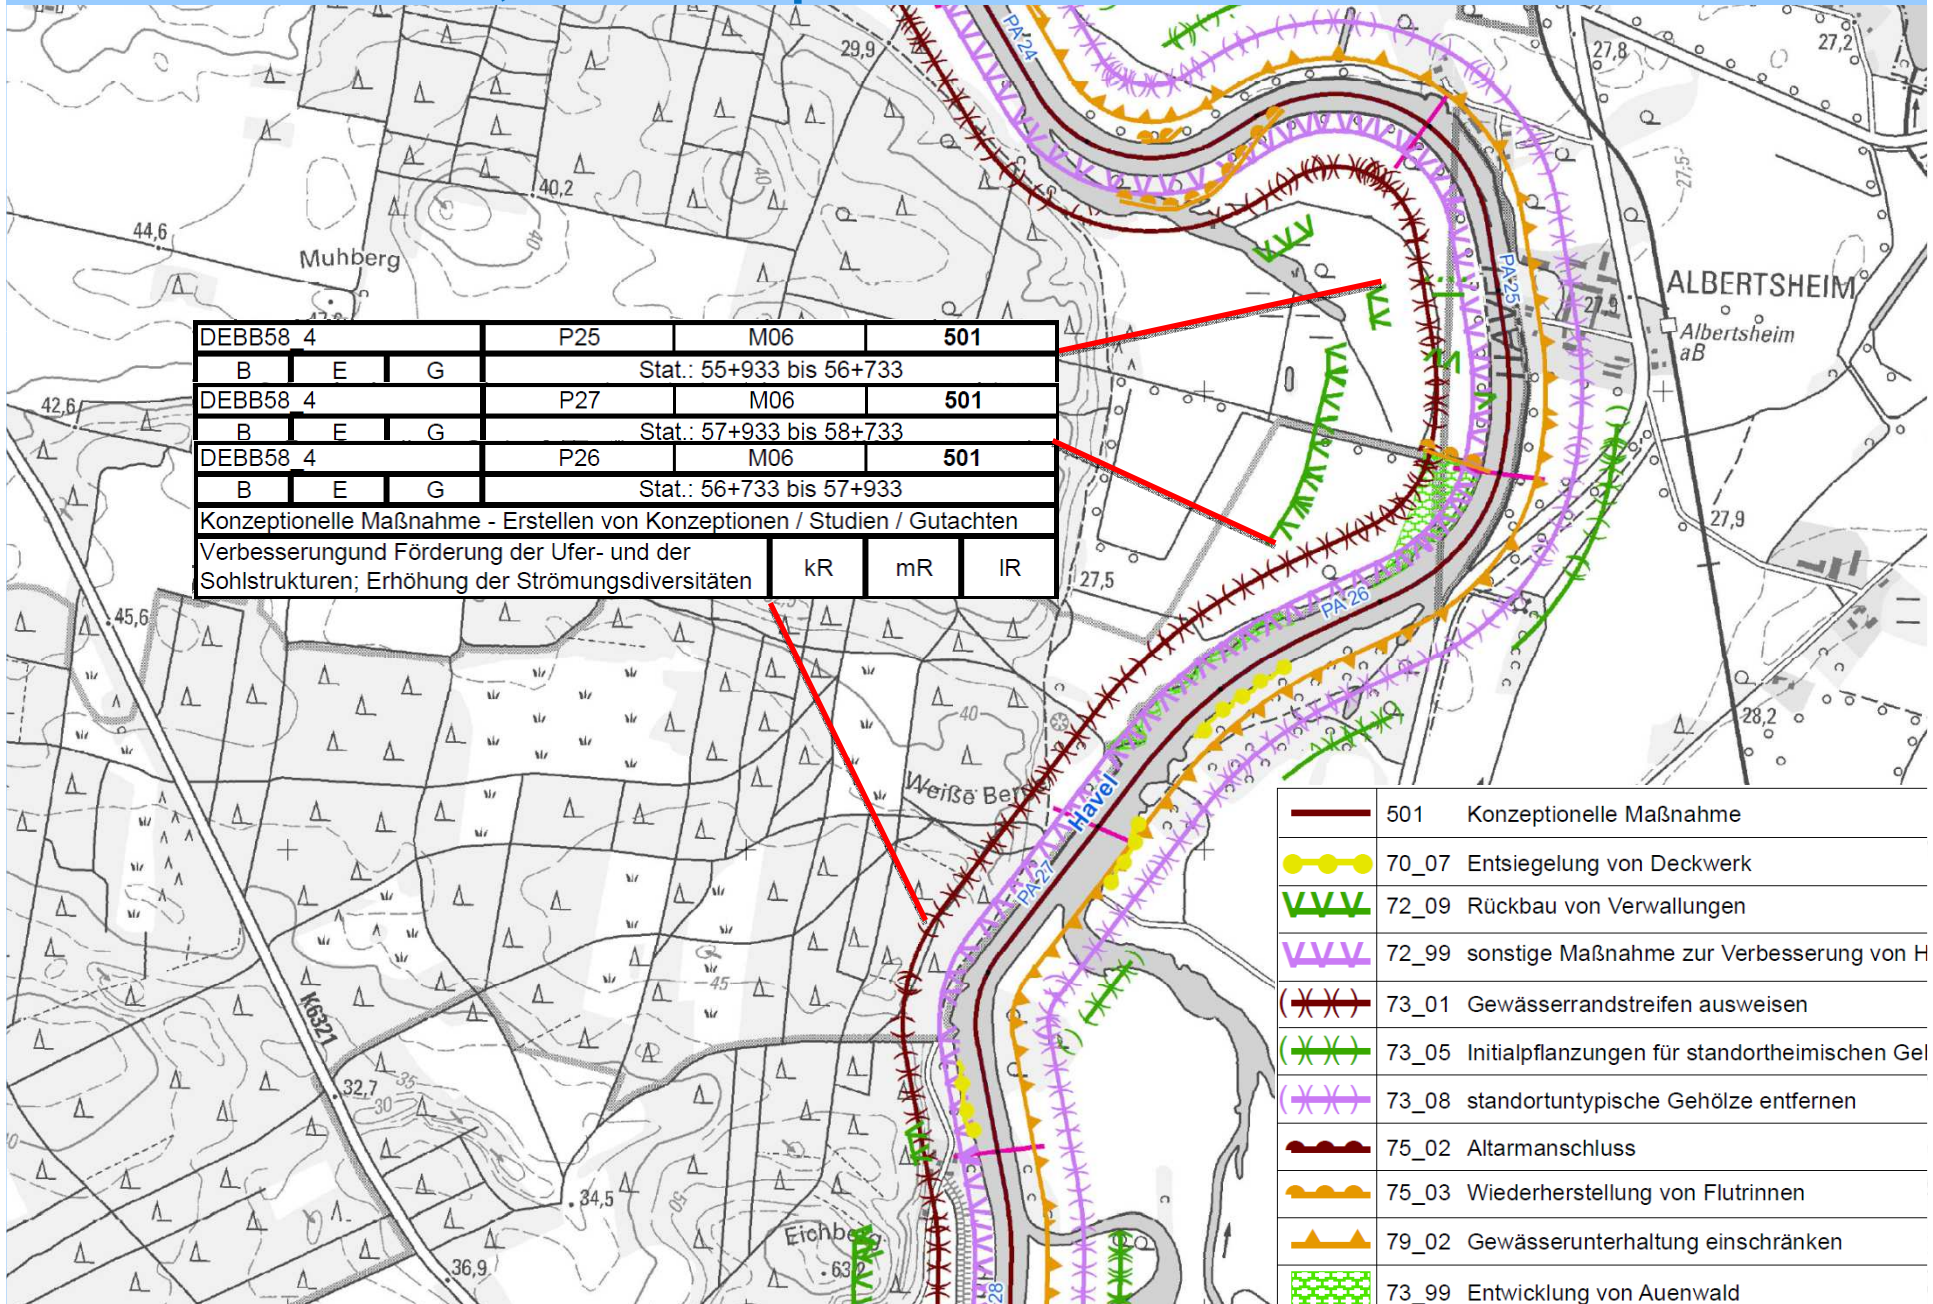 PA 24
29,9
27,8
27,2
27,5
40
40,2
40
44,6
Muhberg
PA 25
ALBERTSHEIM
Albertsheim
aB
DEBB58_4 P25 M06 501
B E G Stat.: 55+933 bis 56+733
DEBB58_4 P27 M06 501
B E G Stat.: 57+933 bis 58+733
DEBB58_4 P26 M06 501
B E G Stat.: 56+733 bis 57+933
Konzeptionelle Maßnahme - Erstellen von Konzeptionen / Studien / Gutachten
Verbesserungund Förderung der Ufer- und der
Sohlstrukturen; Erhöhung der Strömungsdiversitäten
kR mR lR
42,6
27,9
27,5
PA 26
45,6
40
28,2
Weiße Ber
Havel
PA 27
45
K6321
32,7
35
30
34,5
50
Eichberg
63,2
36,9
28
501 Konzeptionelle Maßnahme
70_07 Entsiegelung von Deckwerk
72_09 Rückbau von Verwallungen
72_99 sonstige Maßnahme zur Verbesserung von H
73_01 Gewässerrandstreifen ausweisen
73_05 Initialpflanzungen für standortheimischen Gel
73_08 standortuntypische Gehölze entfernen
75_02 Altarmanschluss
75_03 Wiederherstellung von Flutrinnen
79_02 Gewässerunterhaltung einschränken
73_99 Entwicklung von Auenwald